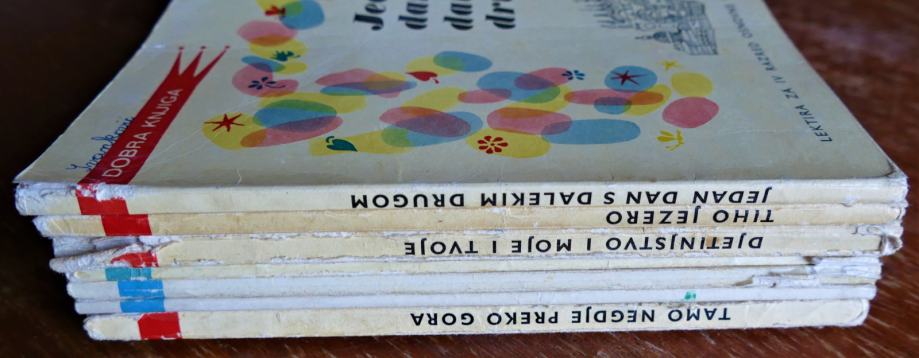 Jed
da
da
dr
LEKTIRA ZA IV RAZRED OSNOVNE
DOBRA KNJIGA
JEDAN DAN S DALEKIM DRUGOM
TIHO JEZERO
DJETINJSTVO I MOJE I TVOJE
TAMO NEGDJE PREKO GORA